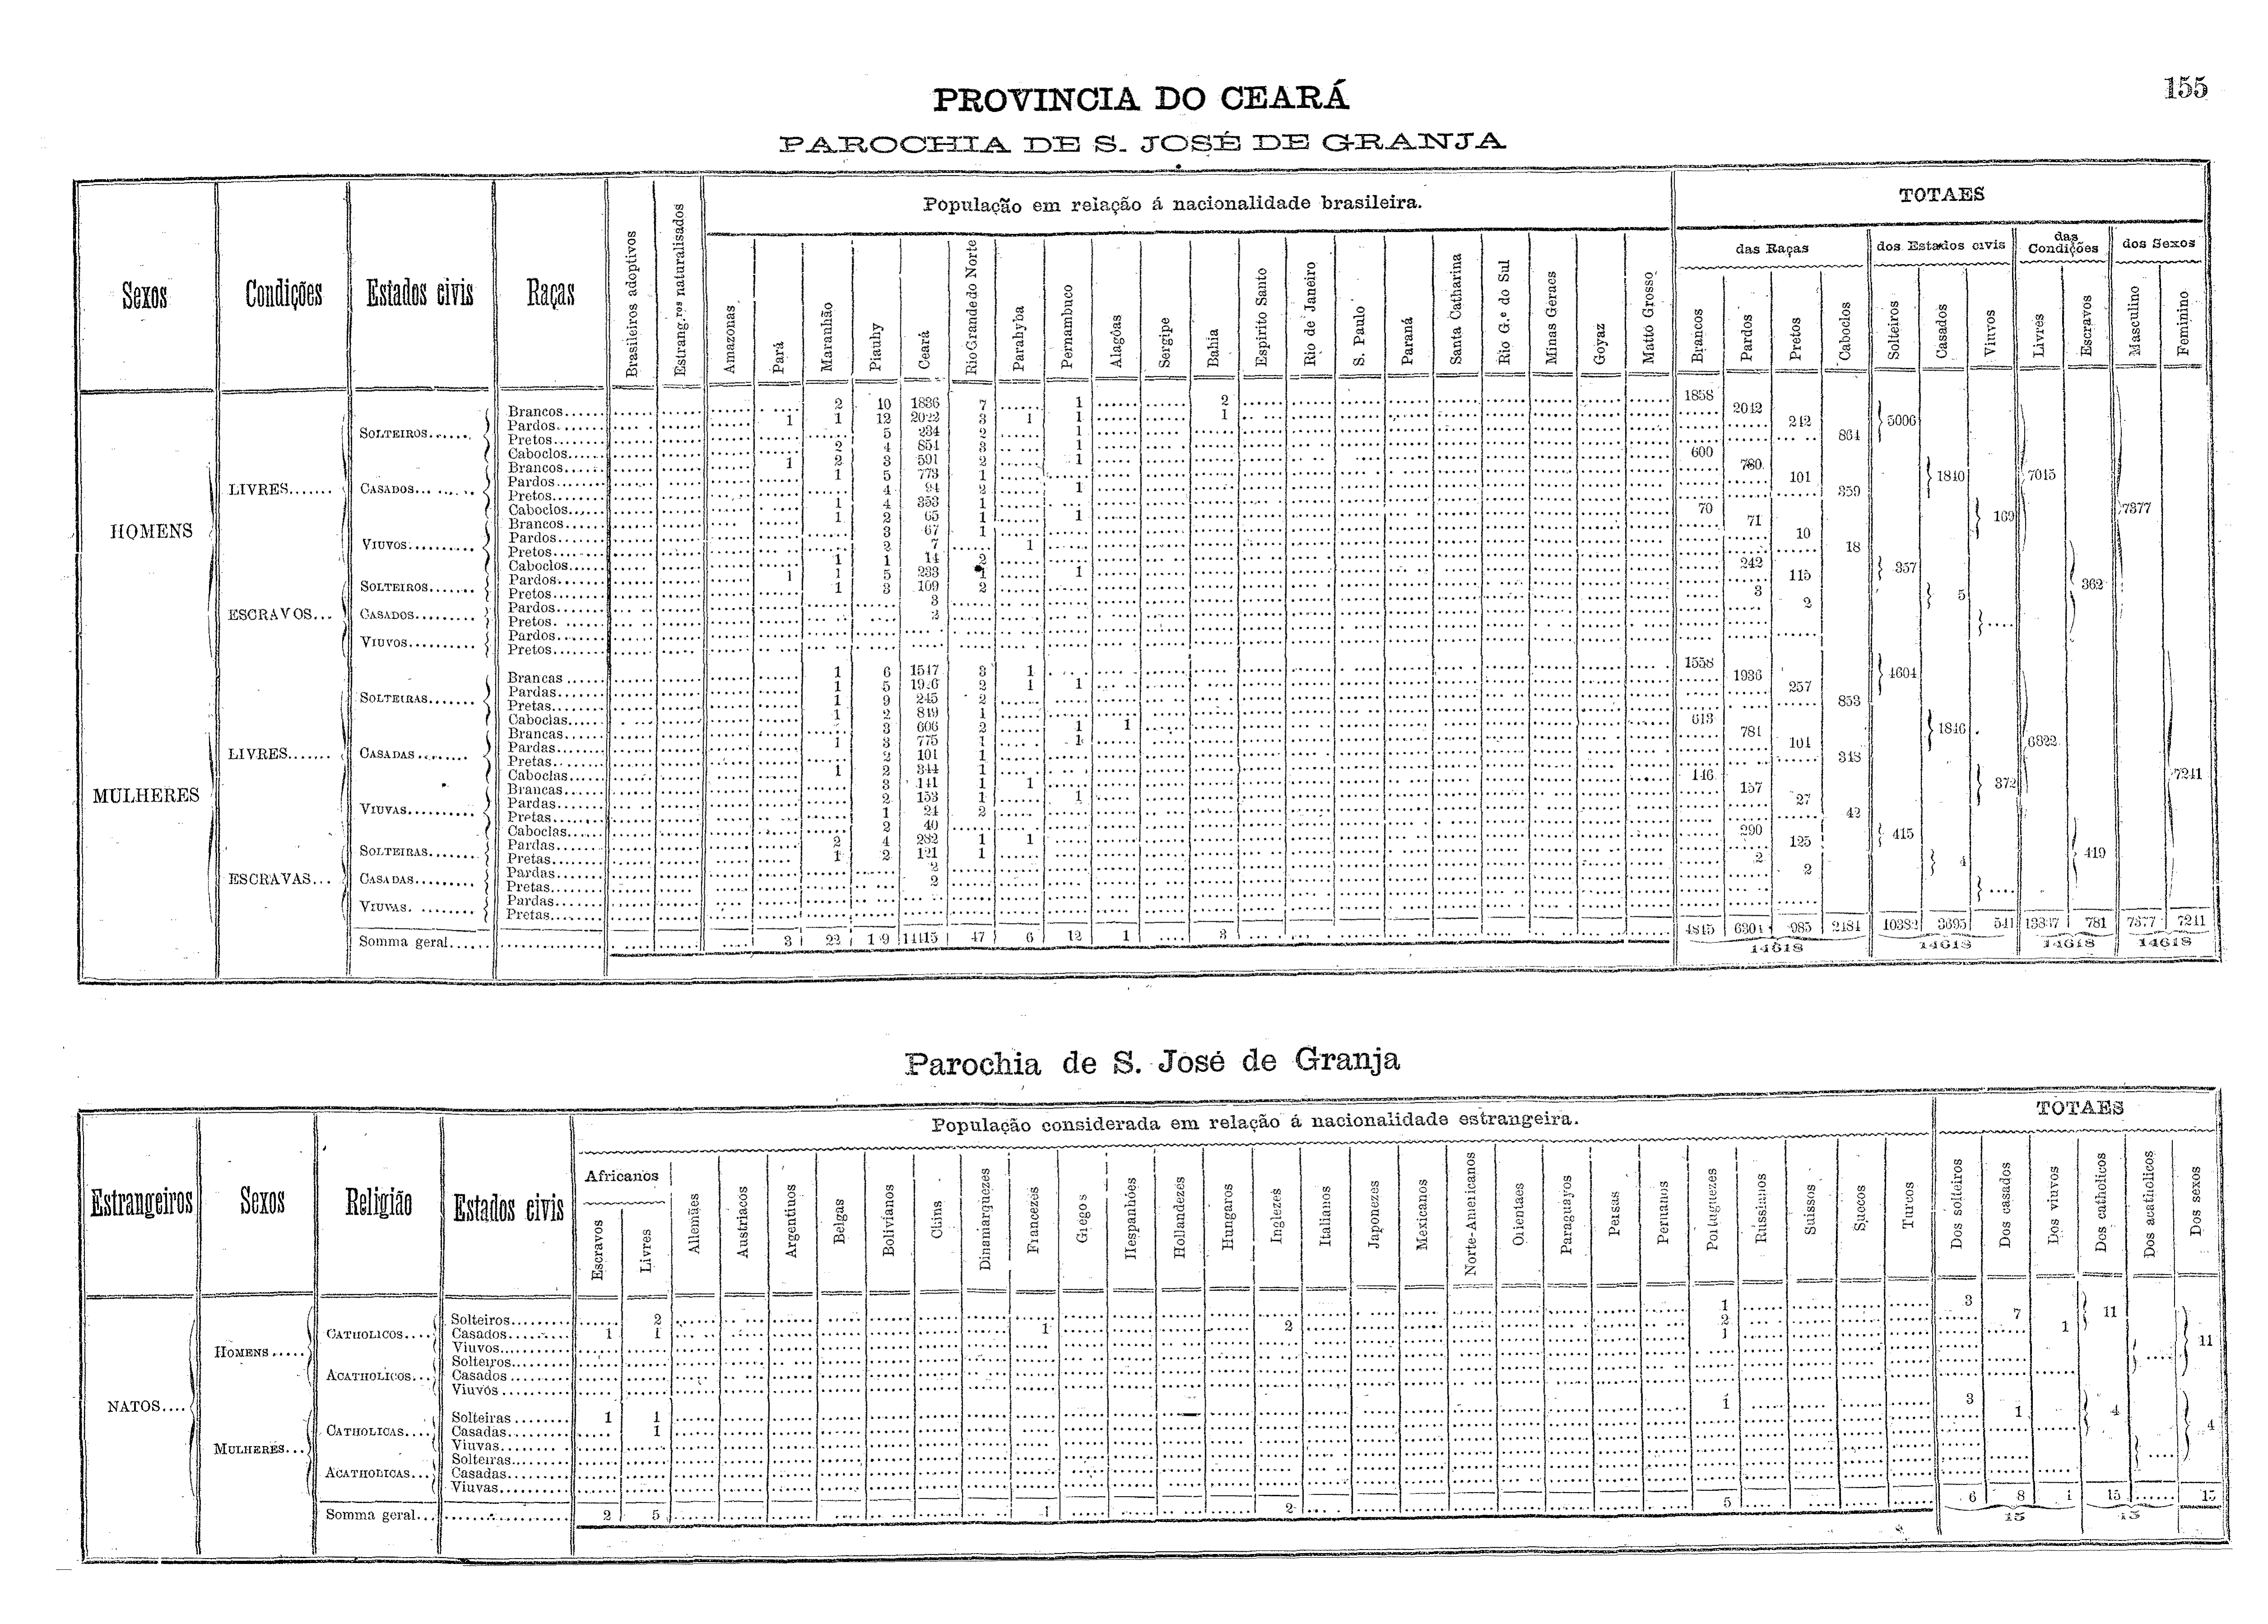 155
PROVINCIA DO CEARÁ
PAROCHIA DE S. JOSÉ DE GRANJA
Sexos Condições Estados civis Raças Brasileiros adoptivos Estrang.ros naturalisados População em relação á nacionalidade brasileira. TOTAES
das Raças dos Estados civis das Condições dos Sexos
Amazonas Pará Maranhão Piauhy Ceará Rio Grande do Norte Parahyba Pernambuco Alagôas Sergipe Bahia Espirito Santo Rio de Janeiro S. Paulo Paraná Santa Catharina Rio G.e do Sul Minas Geraes Goyaz Matto Grosso Brancos Pardos Pretos Caboclos Solteiros Casados Viuvos Livres Escravos Masculino Feminino
HOMENS
LIVRES
SOLTEIROS
Brancos 2 10 1836 7 1 2 1858
Pardos 1 1 12 2022 3 1 1 1 2042
Pretos 5 234 2 1 242 5006
Caboclos 2 4 854 3 1 864
CASADOS
Brancos 1 2 3 591 2 1 600
Pardos 1 5 773 1 780
Pretos 4 94 2 1 101 1840 7015
Caboclos 1 4 353 1 359
VIUVOS
Brancos 1 2 65 1 1 70
Pardos 3 67 1 71 169 7377
Pretos 2 7 1 10
Caboclos 1 1 14 2 18
ESCRAVOS
SOLTEIROS
Pardos 1 1 5 233 1 1 242 357
Pretos 1 3 109 2 115 362
CASADOS
Pardos 3 3 5
Pretos 2 2
VIUVOS
Pardos
Pretos
MULHERES
LIVRES
SOLTEIRAS
Brancas 1 6 1547 3 1 1558
Pardas 1 5 1926 2 1 1 1936 4604
Pretas 1 9 245 2 257
Caboclas 1 2 849 1 853
CASADAS
Brancas 3 606 2 1 1 613
Pardas 1 3 775 1 1 781 1846
Pretas 2 101 1 104 6822
Caboclas 1 2 344 1 348
VIUVAS
Brancas 3 141 1 1 146 7241
Pardas 2 153 1 1 157 372
Pretas 1 24 2 27
Caboclas 2 40 42
ESCRAVAS
SOLTEIRAS
Pardas 2 4 282 1 1 290 415
Pretas 1 2 121 1 125 419
CASADAS
Pardas 2 2 4
Pretas 2 2
VIUVAS
Pardas
Pretas
Somma geral 3 22 47 6 12 1 3 4845 6304 985 2484 10382 3695 541 13837 781 7377 7241
14618 14618 14618 14618
Parochia de S. José de Granja
Estrangeiros Sexos Religião Estados civis População considerada em relação á nacionalidade estrangeira. TOTAES
Africanos
Escravos Livres Allemães Austriacos Argentinos Belgas Bolivianos Chins Dinamarquezes Francezes Gregos Hespanhóes Hollandezes Hungaros Inglezes Italianos Japonezes Mexicanos Norte-Americanos Orientaes Paraguayos Persas Peruanos Portuguezes Russianos Suissos Suecos Turcos Dos solteiros Dos casados Dos viuvos Dos catholicos Dos acatholicos Dos sexos
NATOS
HOMENS
CATHOLICOS
Solteiros 2 1 3
Casados 1 1 1 2 2 7 11
Viuvos 1 1 11
ACATHOLICOS
Solteiros
Casados
Viuvos
MULHERES
CATHOLICAS
Solteiras 1 1 1 3
Casadas 1 1 4 4
Viuvas
ACATHOLICAS
Solteiras
Casadas
Viuvas
Somma geral 2 5 1 2 5 6 8 1 15 15
15 15